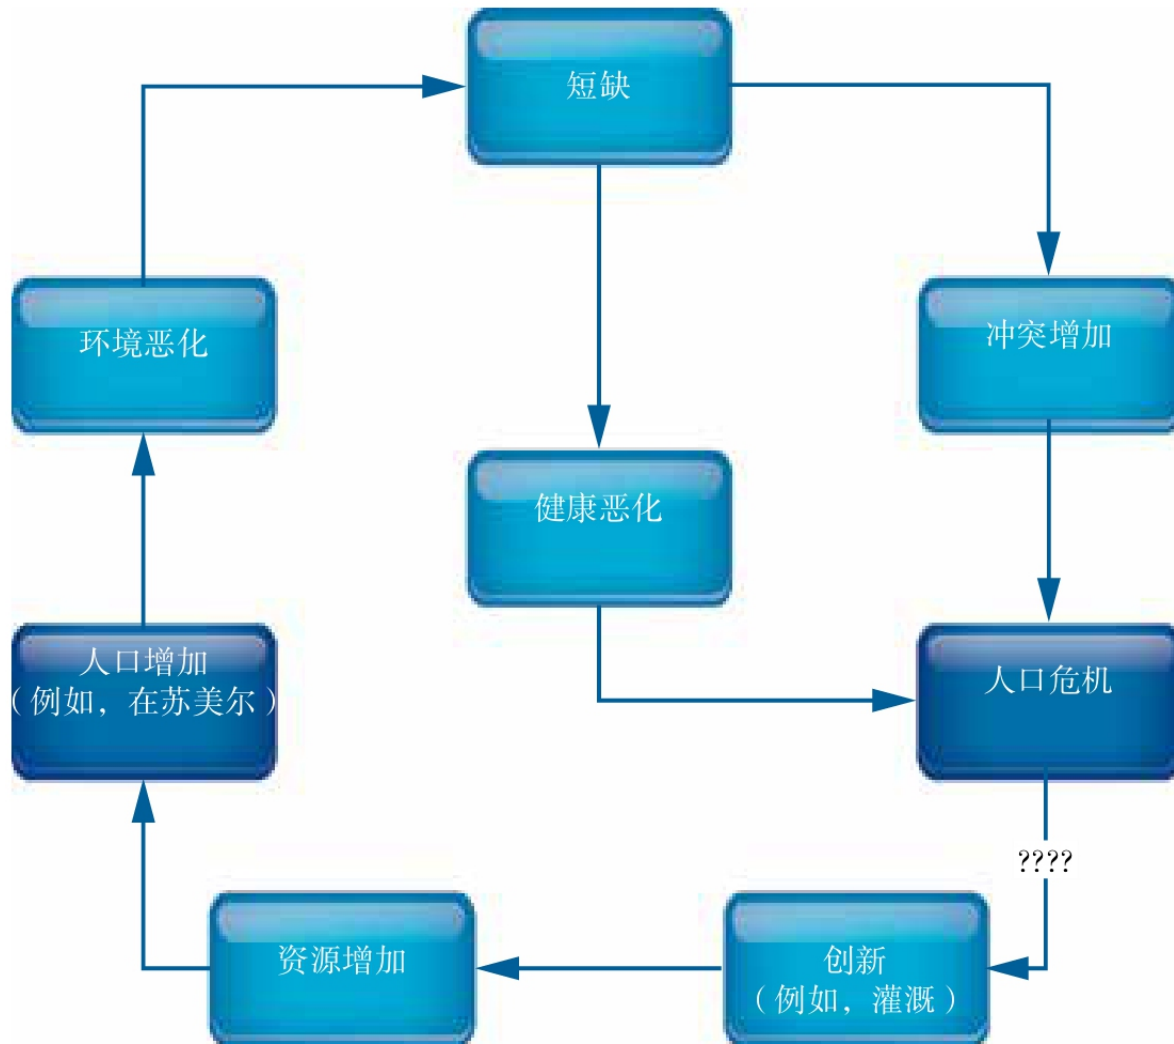 短缺
环境恶化
冲突增加
健康恶化
人口增加
（例如，在苏美尔）
人口危机
????
资源增加
创新
（例如，灌溉）